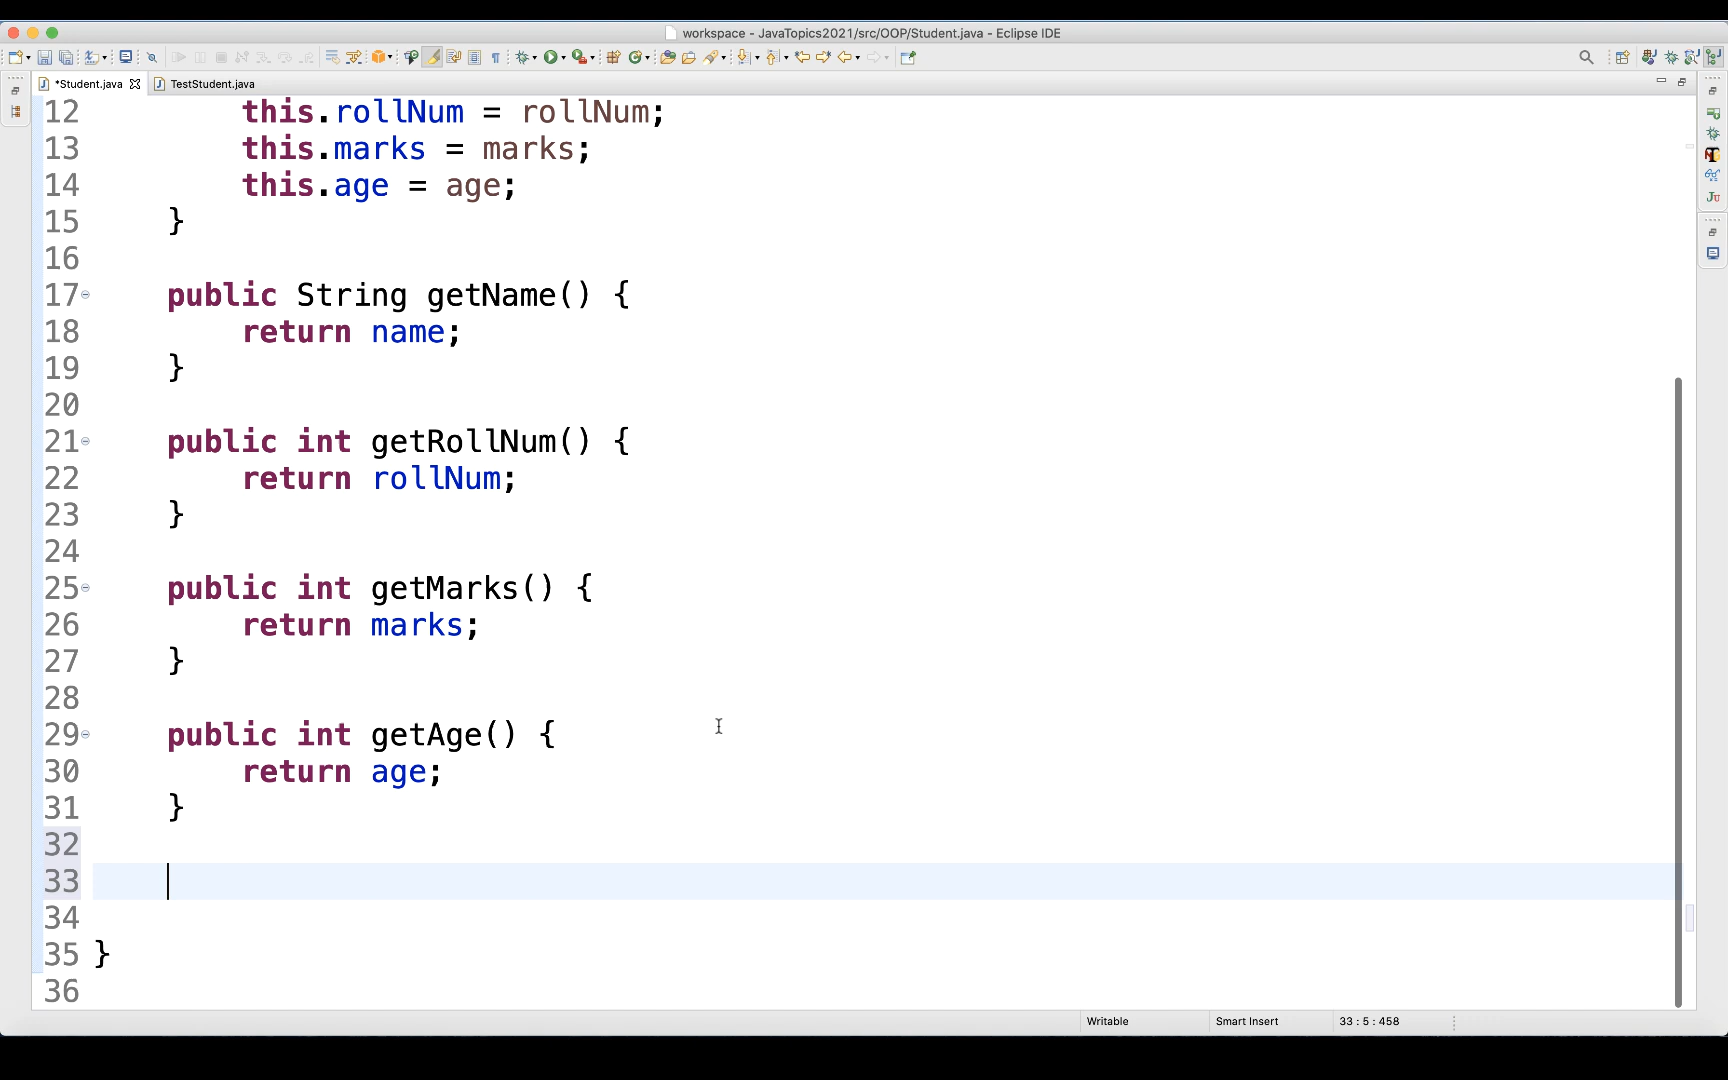 workspace - JavaTopics2021/src/OOP/Student.java - Eclipse IDE
*Student.java
TestStudent.java
12 this.rollNum = rollNum;
13 this.marks = marks;
14 this.age = age;
15 }
16
17 public String getName() {
18 return name;
19 }
20
21 public int getRollNum() {
22 return rollNum;
23 }
24
25 public int getMarks() {
26 return marks;
27 }
28
29 public int getAge() {
30 return age;
31 }
32
33
34
35 }
36
Writable
Smart Insert
33 : 5 : 458